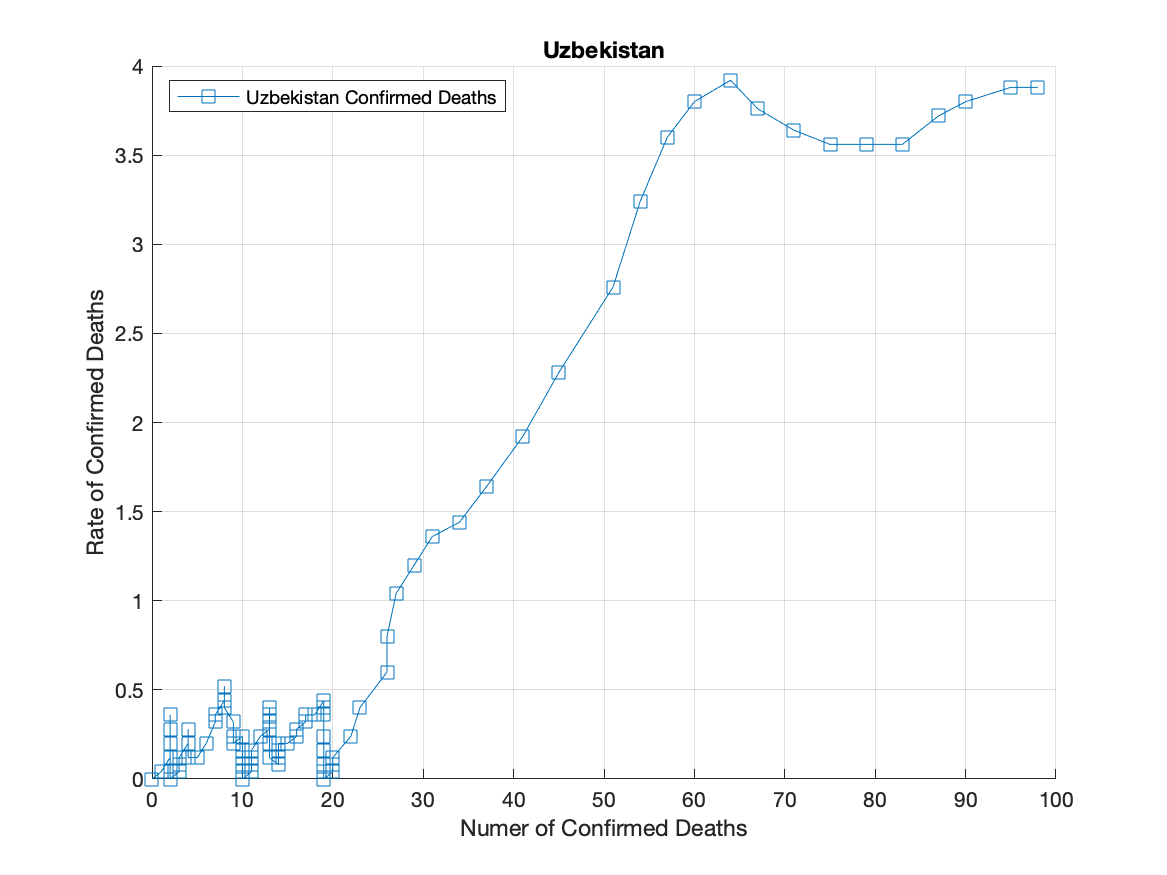 Uzbekistan
Uzbekistan Confirmed Deaths
4
3.5
3
2.5
2
1.5
1
0.5
0
Rate of Confirmed Deaths
0 10 20 30 40 50 60 70 80 90 100
Numer of Confirmed Deaths